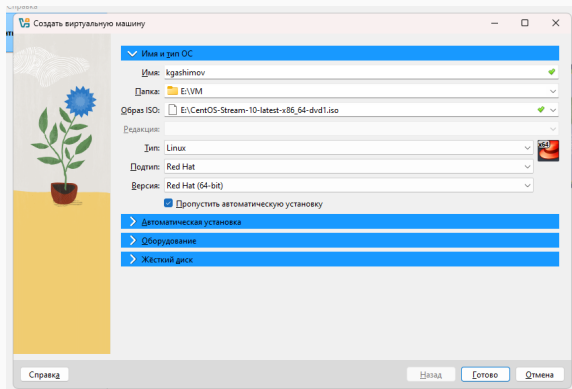 Справка
Создать виртуальную машину
Имя и тип ОС
Имя: kgashimov
Папка: E:\VM
Образ ISO: E:\CentOS-Stream-10-latest-x86_64-dvd1.iso
Редакция:
Тип: Linux
x64
Подтип: Red Hat
Версия: Red Hat (64-bit)
Пропустить автоматическую установку
Автоматическая установка
Оборудование
Жёсткий диск
Справка Назад Готово Отмена